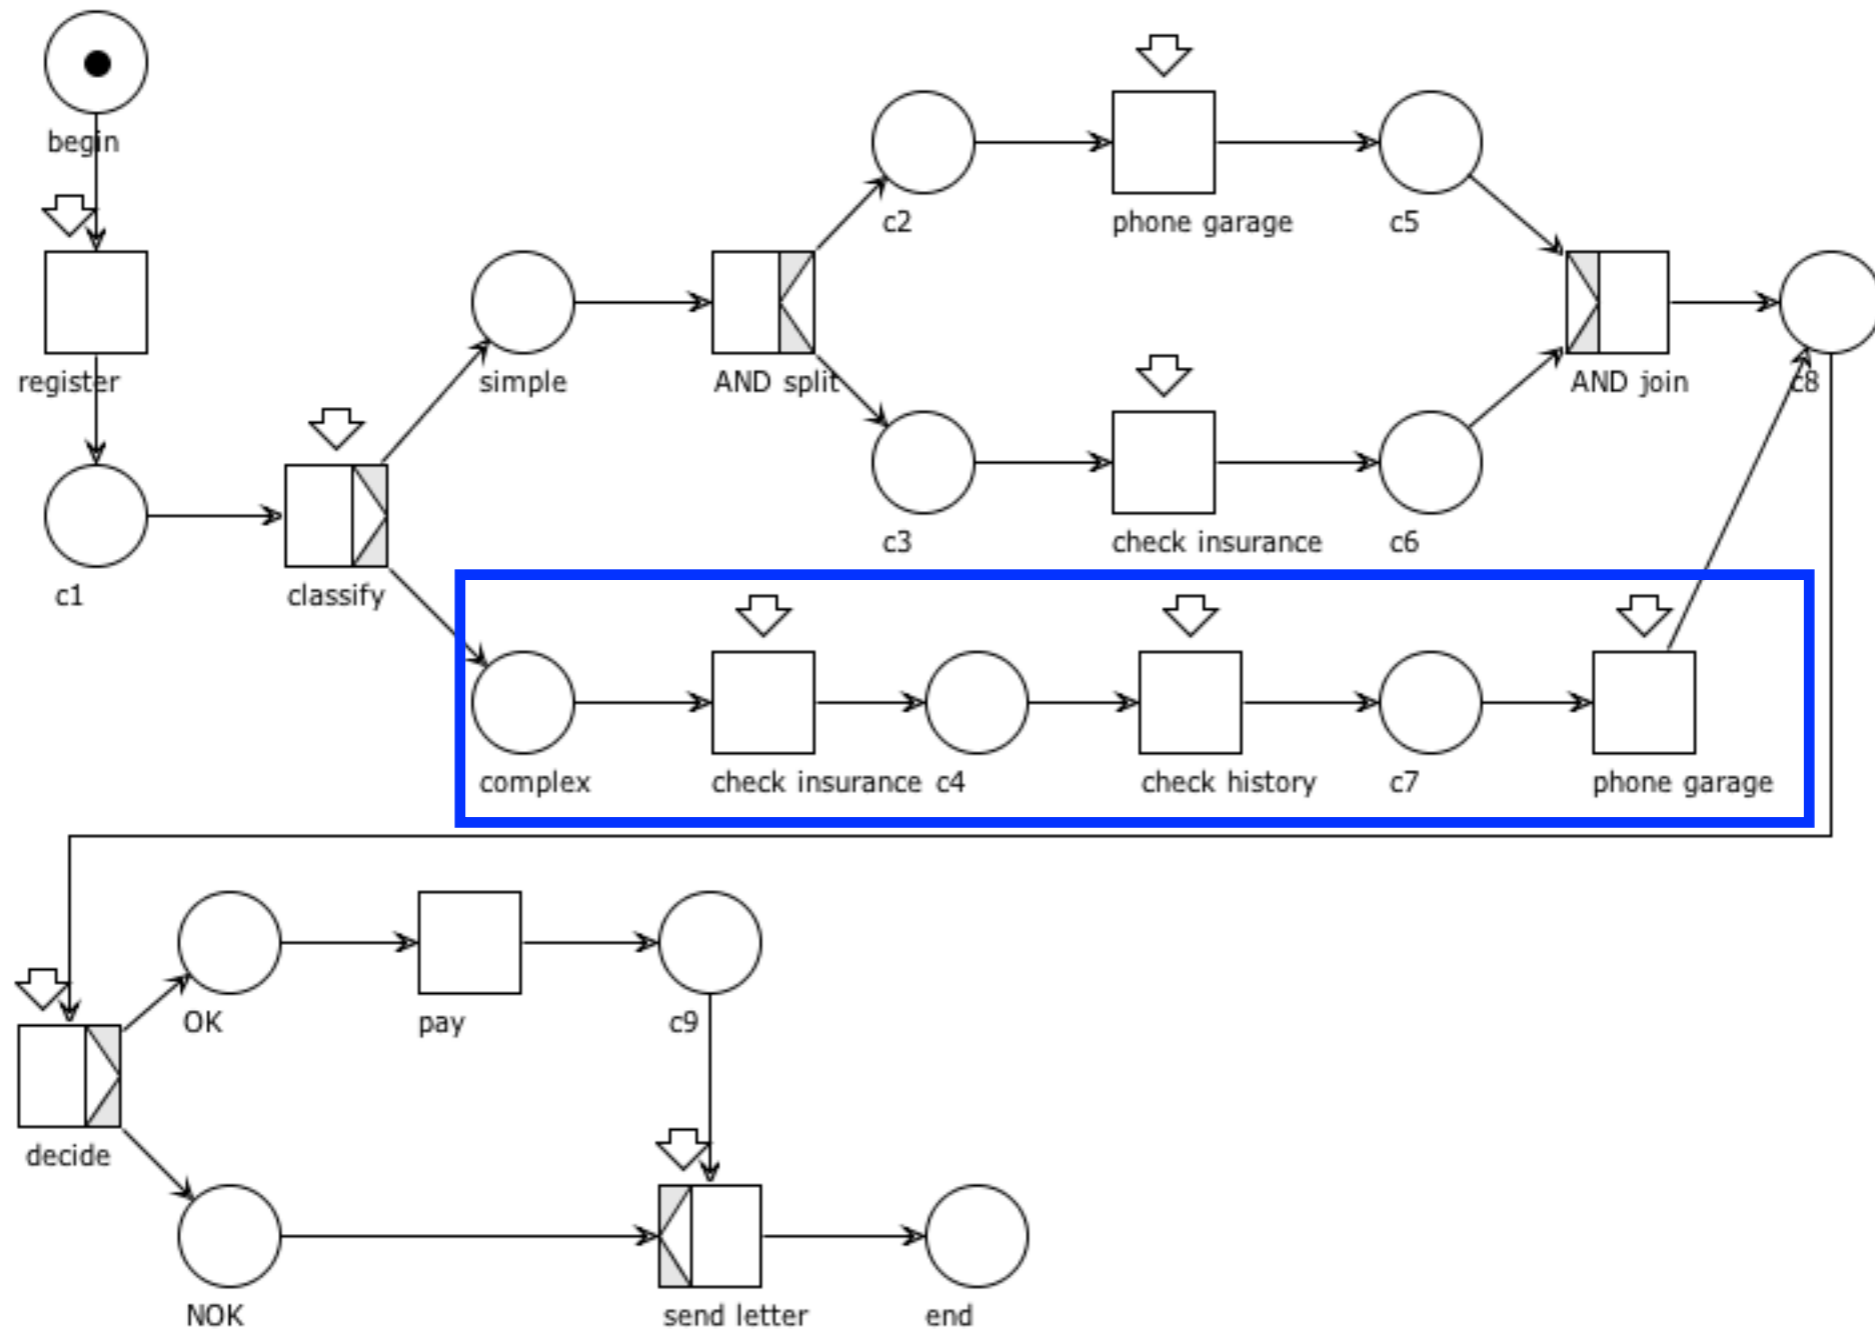 begin
c2
phone garage
c5
register
simple
AND split
AND join
c8
c3
check insurance
c6
c1
classify
complex
check insurance
c4
check history
c7
phone garage
OK
pay
c9
decide
NOK
send letter
end